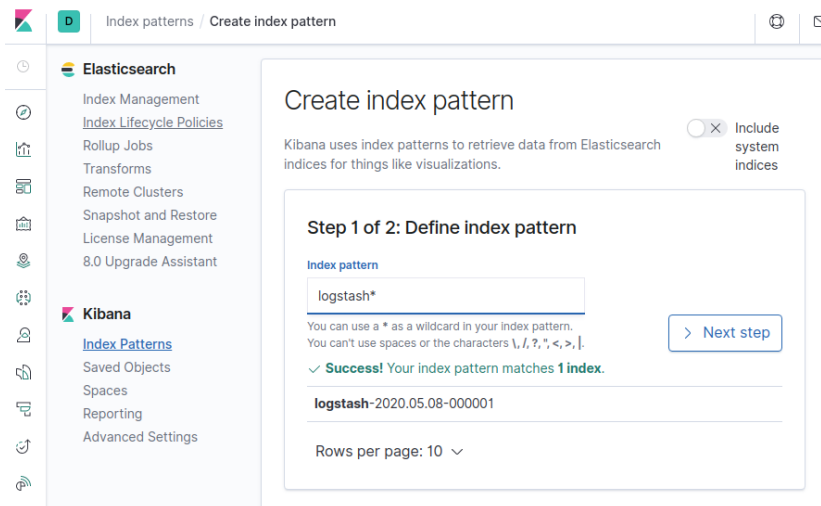 D
Index patterns / Create index pattern
Elasticsearch
Index Management
Index Lifecycle Policies
Rollup Jobs
Transforms
Remote Clusters
Snapshot and Restore
License Management
8.0 Upgrade Assistant
Kibana
Index Patterns
Saved Objects
Spaces
Reporting
Advanced Settings
Create index pattern
Kibana uses index patterns to retrieve data from Elasticsearch
indices for things like visualizations.
Include
system
indices
Step 1 of 2: Define index pattern
Index pattern
logstash*
You can use a * as a wildcard in your index pattern.
You can't use spaces or the characters \, /, ?, ", <, >, |.
Next step
Success! Your index pattern matches 1 index.
logstash-2020.05.08-000001
Rows per page: 10